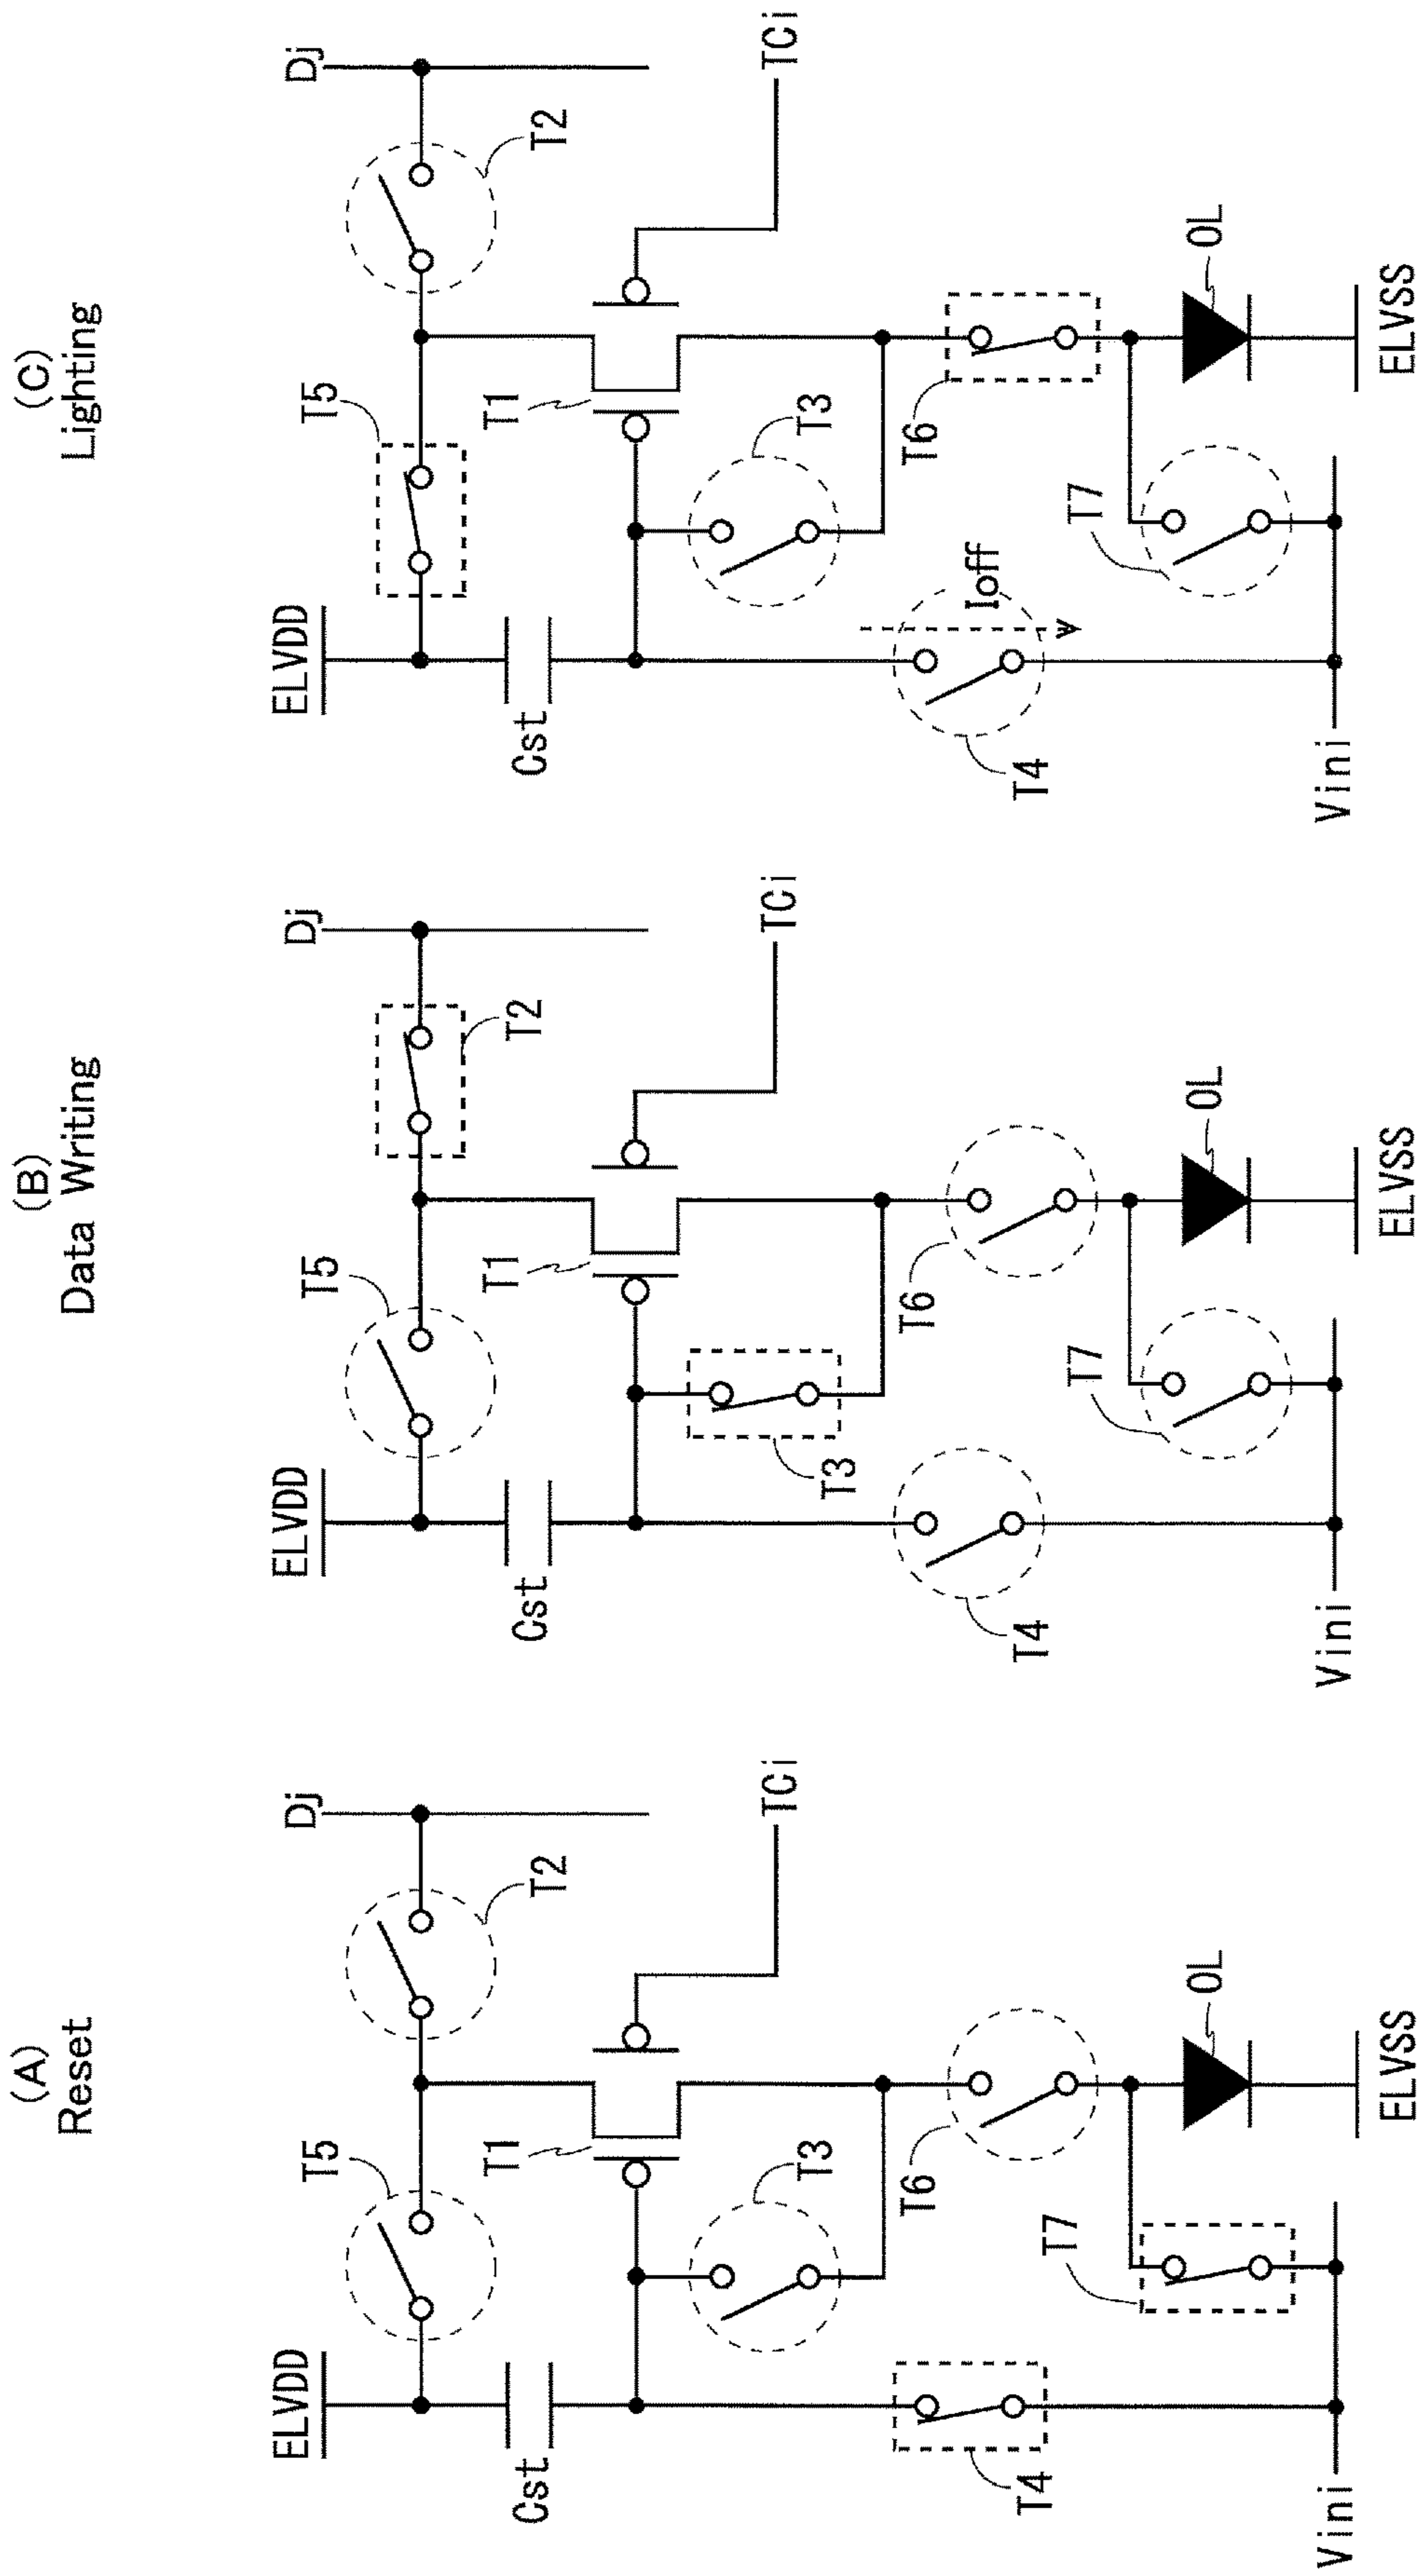 (A)
Reset
ELVDD
T5
T2
Dj
Cst
T1
TCi
T3
T4
T6
T7
OL
Vini
ELVSS
(B)
Data Writing
ELVDD
T5
T2
Dj
Cst
T1
TCi
T3
T4
T6
T7
OL
Vini
ELVSS
(C)
Lighting
ELVDD
T5
T2
Dj
Cst
T1
TCi
T3
T4
Ioff
T6
T7
OL
Vini
ELVSS